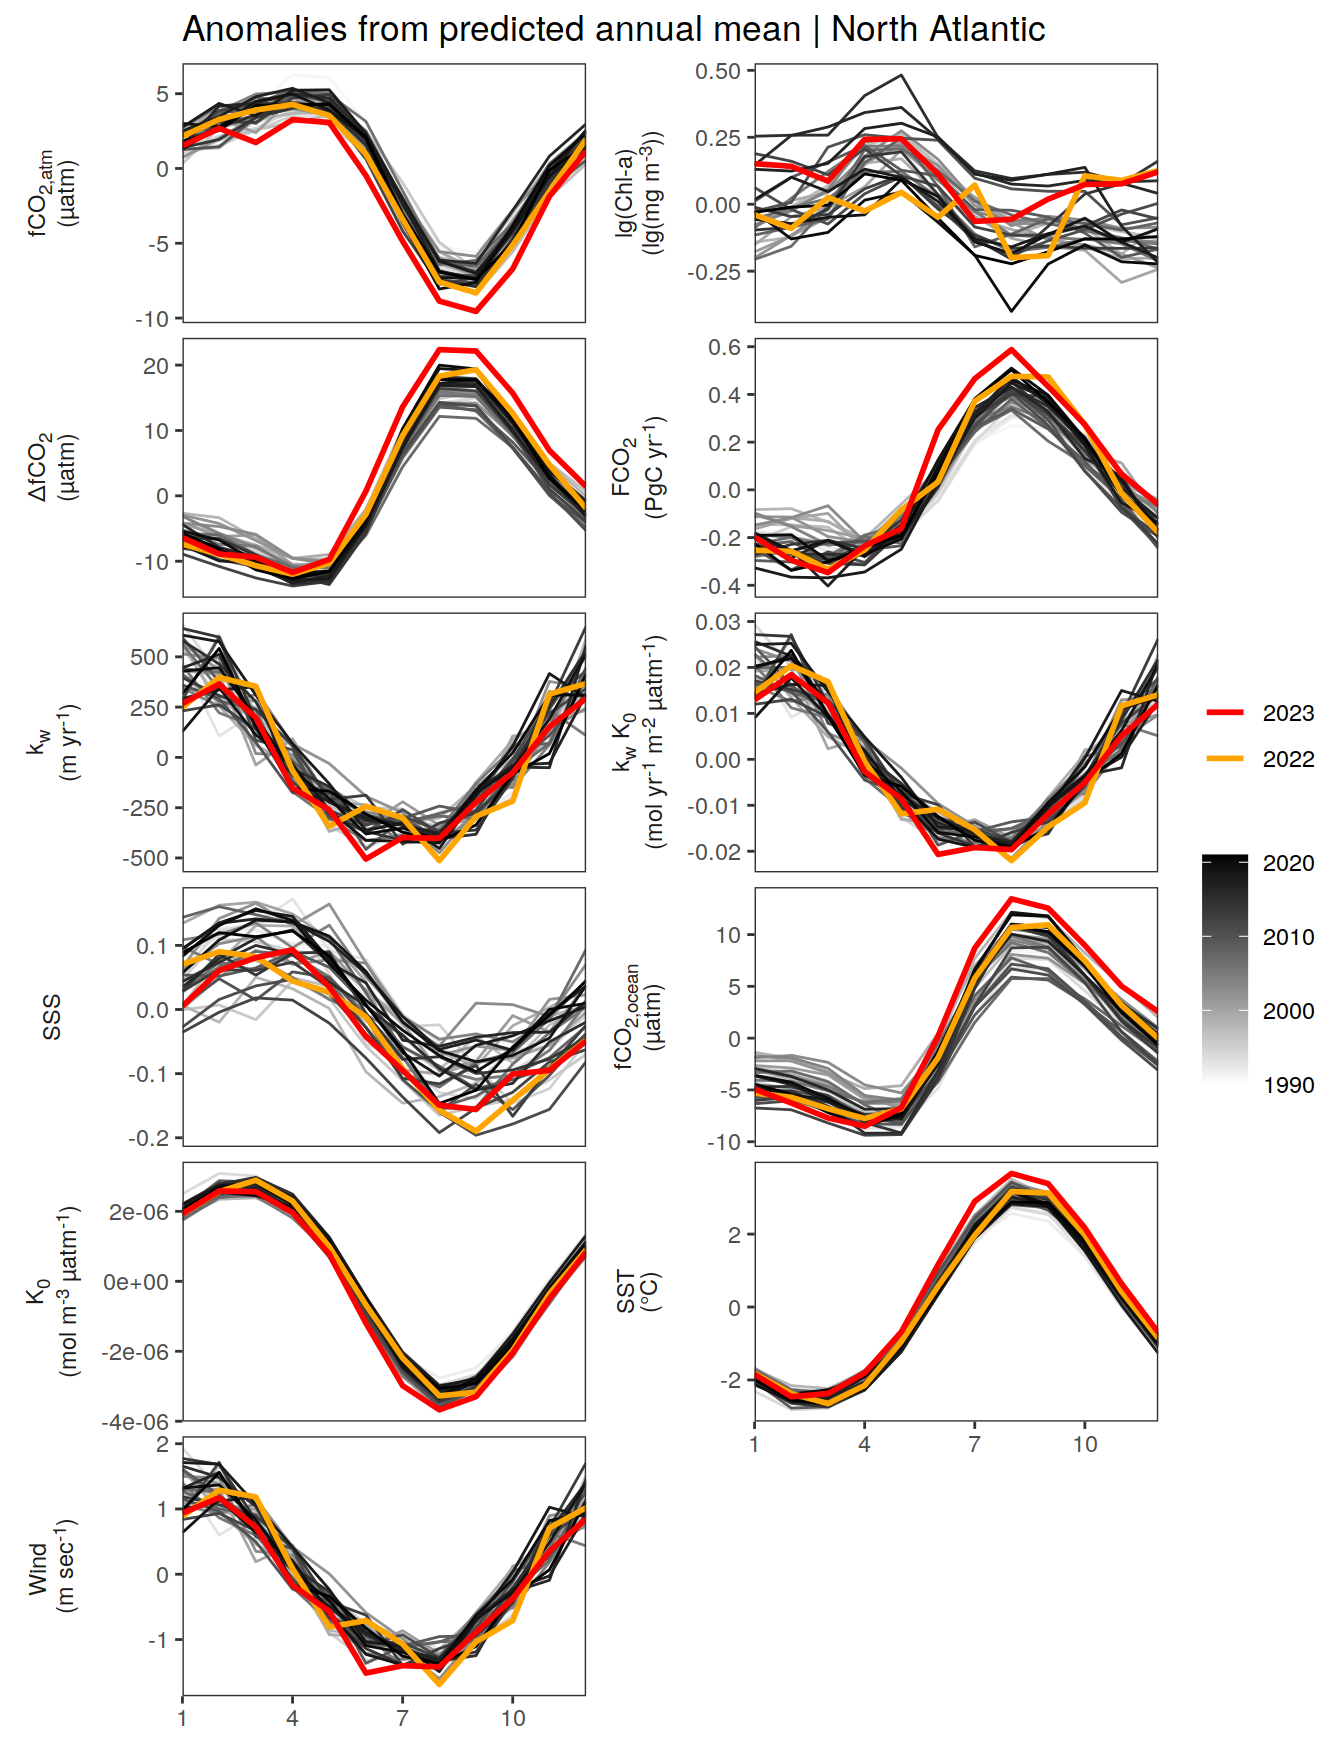 Anomalies from predicted annual mean | North Atlantic
fCO2,atm
(µatm)
5
0
-5
-10
lg(Chl-a)
(lg(mg m-3))
0.50
0.25
0.00
-0.25
ΔfCO2
(µatm)
20
10
0
-10
FCO2
(PgC yr-1)
0.6
0.4
0.2
0.0
-0.2
-0.4
kw
(m yr-1)
500
250
0
-250
-500
kw K0
(mol yr-1 m-2 µatm-1)
0.03
0.02
0.01
0.00
-0.01
-0.02
SSS
0.1
0.0
-0.1
-0.2
fCO2,ocean
(µatm)
10
5
0
-5
-10
K0
(mol m-3 µatm-1)
2e-06
0e+00
-2e-06
-4e-06
SST
(°C)
2
0
-2
1 4 7 10
Wind
(m sec-1)
2
1
0
-1
1 4 7 10
2023
2022
2020
2010
2000
1990